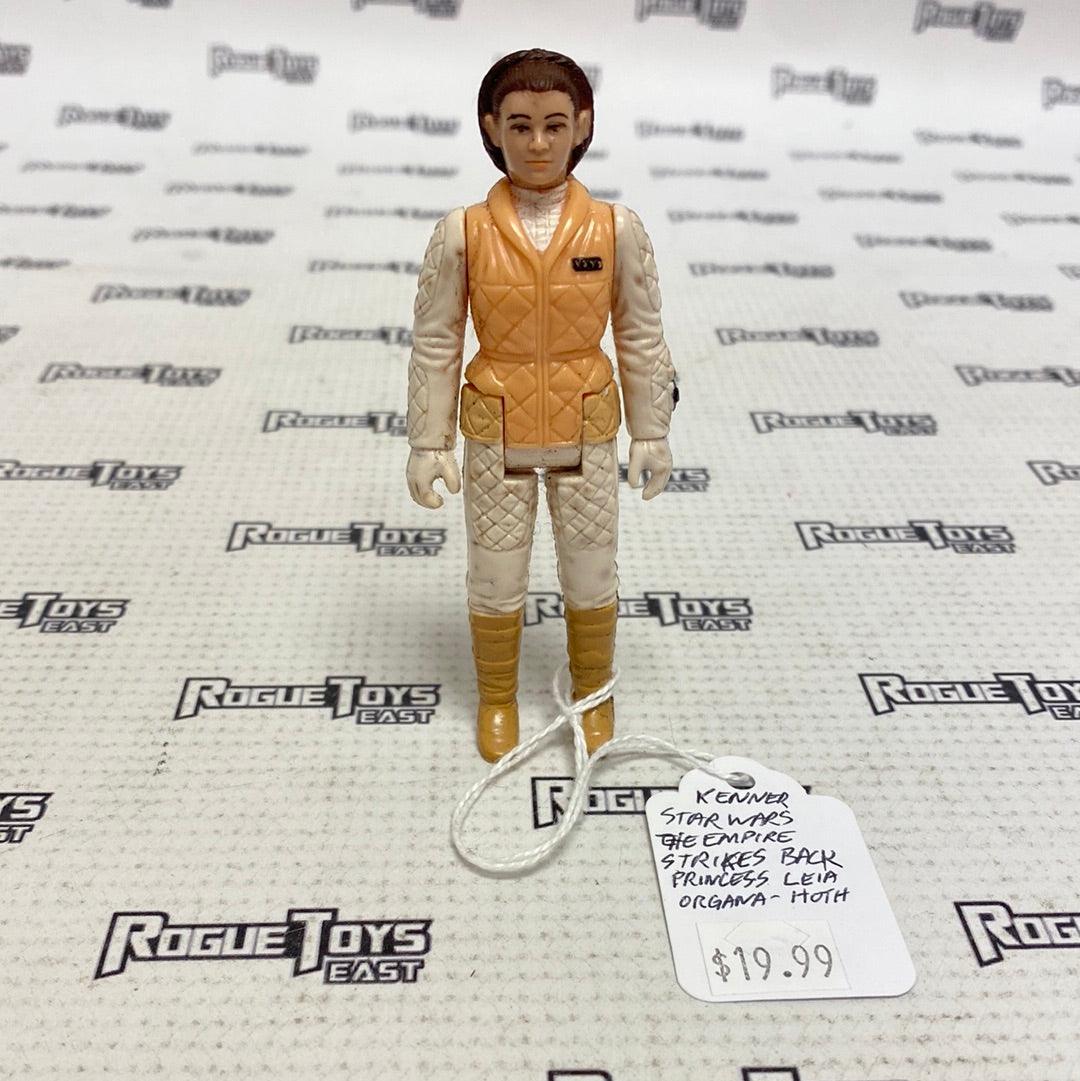 ROGUE TOYS
EAST
KENNER
STAR WARS
THE EMPIRE
STRIKES BACK
PRINCESS LEIA
ORGANA - HOTH
$19.99